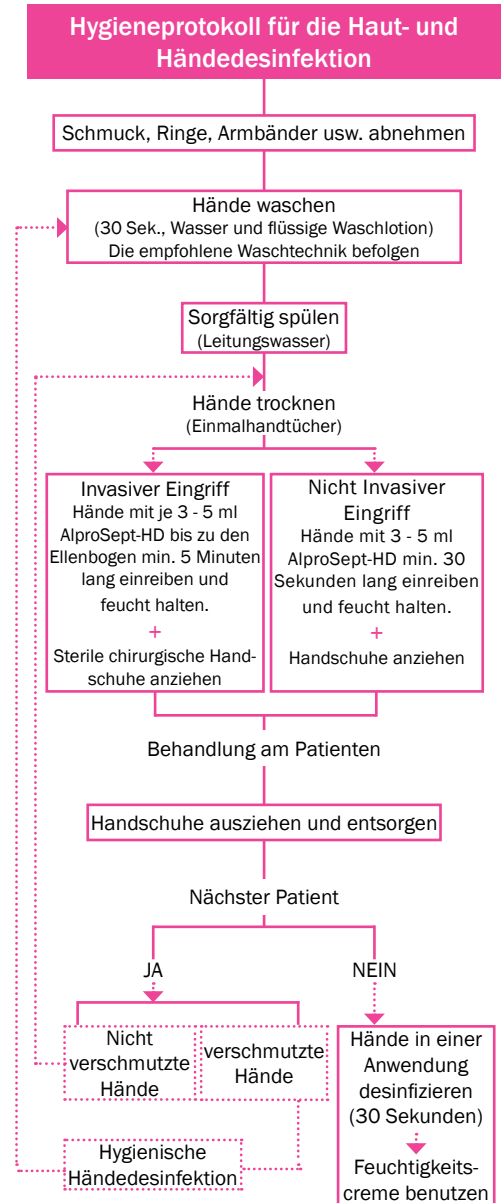 Hygieneprotokoll für die Haut- und
Händedesinfektion
Schmuck, Ringe, Armbänder usw. abnehmen
Hände waschen
(30 Sek., Wasser und flüssige Waschlotion)
Die empfohlene Waschtechnik befolgen
Sorgfältig spülen
(Leitungswasser)
Hände trocknen
(Einmalhandtücher)
Invasiver Eingriff
Hände mit je 3 - 5 ml
AlproSept-HD bis zu den
Ellenbogen min. 5 Minuten
lang einreiben und
feucht halten.
+
Sterile chirurgische Hand-
schuhe anziehen
Nicht Invasiver
Eingriff
Hände mit 3 - 5 ml
AlproSept-HD min. 30
Sekunden lang einreiben
und feucht halten.
+
Handschuhe anziehen
Behandlung am Patienten
Handschuhe ausziehen und entsorgen
Nächster Patient
JA
NEIN
Nicht
verschmutzte
Hände
verschmutzte
Hände
Hygienische
Händedesinfektion
Hände in einer
Anwendung
desinfizieren
(30 Sekunden)
Feuchtigkeits-
creme benutzen